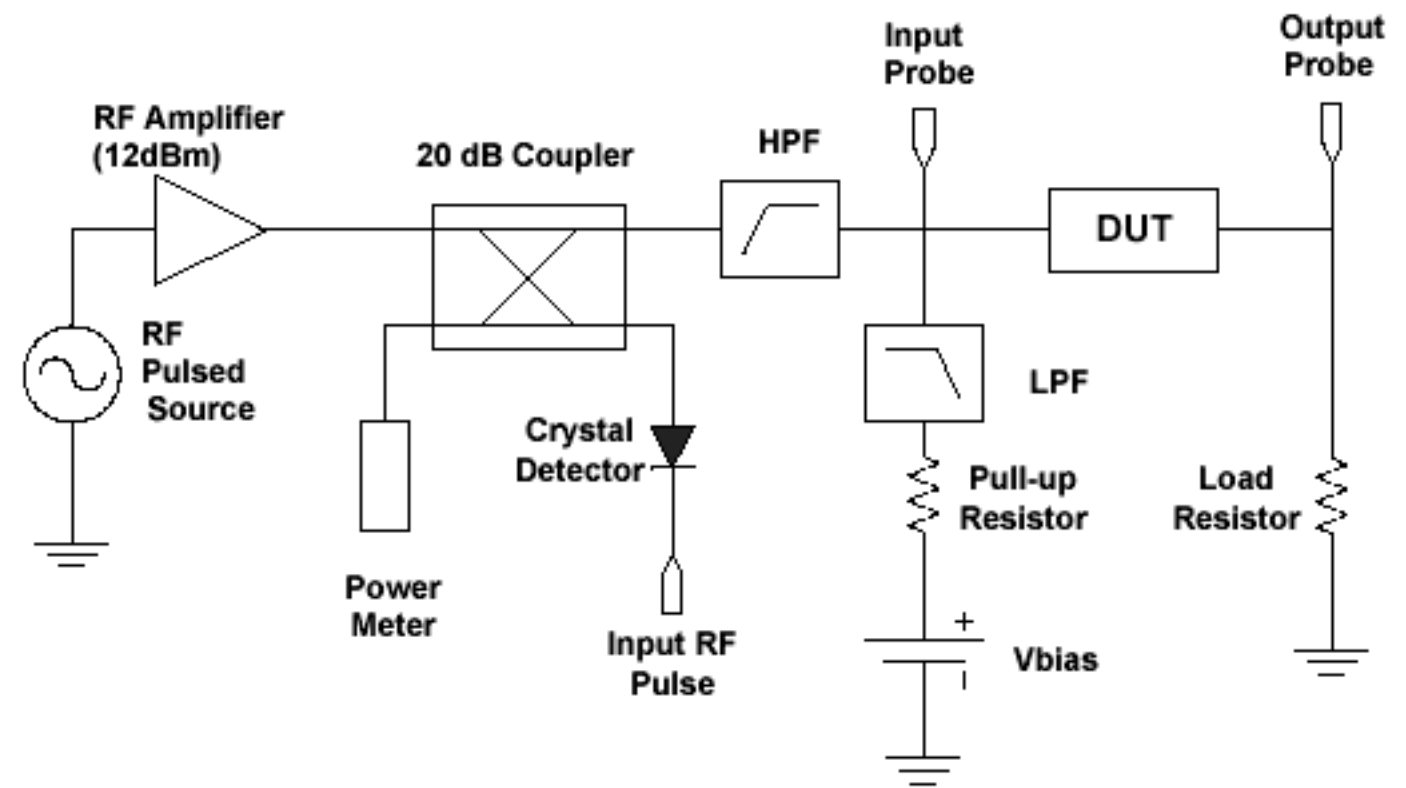 Input
Probe
Output
Probe
RF Amplifier
(12dBm)
20 dB Coupler
HPF
DUT
RF
Pulsed
Source
LPF
Crystal
Detector
Pull-up
Resistor
Load
Resistor
Power
Meter
Input RF
Pulse
+
Vbias